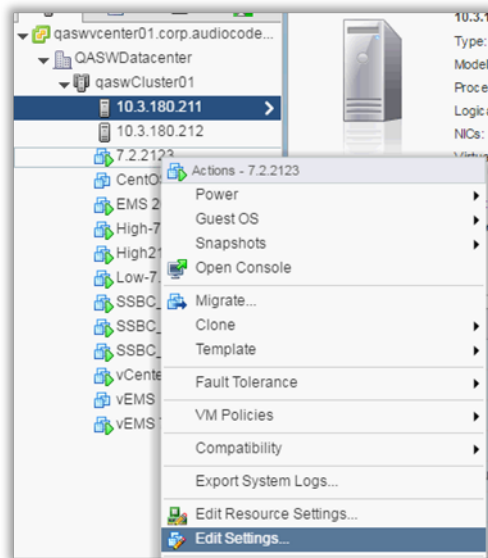 qaswvcenter01.corp.audiocode...
QASWDatacenter
qaswCluster01
10.3.180.211
10.3.180.212
7.2.2123
CentO
EMS 2
High-7
High21
Low-7.
SSBC_
SSBC_
SSBC_
vCente
vEMS
vEMS
10.3.1
Type:
Model
Proce
Logica
NICs:
Actions - 7.2.2123
Power
Guest OS
Snapshots
Open Console
Migrate...
Clone
Template
Fault Tolerance
VM Policies
Compatibility
Export System Logs...
Edit Resource Settings...
Edit Settings...